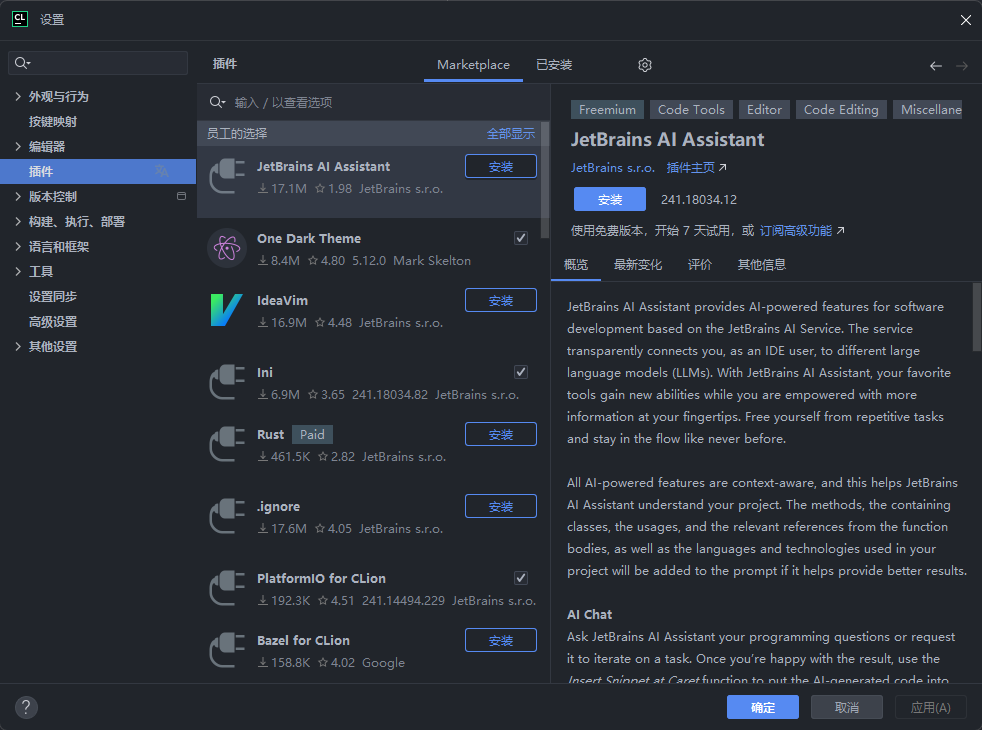 CL 设置
外观与行为
按键映射
编辑器
插件
版本控制
构建、执行、部署
语言和框架
工具
设置同步
高级设置
其他设置
插件 Marketplace 已安装
输入 / 以查看选项
员工的选择 全部显示
JetBrains AI Assistant 安装
17.1M 1.98 JetBrains s.r.o.
One Dark Theme
8.4M 4.80 5.12.0 Mark Skelton
IdeaVim 安装
16.9M 4.48 JetBrains s.r.o.
Ini
6.9M 3.65 241.18034.82 JetBrains s.r.o.
Rust Paid 安装
461.5K 2.82 JetBrains s.r.o.
.ignore 安装
17.6M 4.05 JetBrains s.r.o.
PlatformIO for CLion
192.3K 4.51 241.14494.229 JetBrains s.r.o.
Bazel for CLion 安装
158.8K 4.02 Google
Freemium Code Tools Editor Code Editing Miscellane
JetBrains AI Assistant
JetBrains s.r.o. 插件主页
安装 241.18034.12
使用免费版本，开始 7 天试用，或 订阅高级功能
概览 最新变化 评价 其他信息
JetBrains AI Assistant provides AI-powered features for software
development based on the JetBrains AI Service. The service
transparently connects you, as an IDE user, to different large
language models (LLMs). With JetBrains AI Assistant, your favorite
tools gain new abilities while you are empowered with more
information at your fingertips. Free yourself from repetitive tasks
and stay in the flow like never before.
All AI-powered features are context-aware, and this helps JetBrains
AI Assistant understand your project. The methods, the containing
classes, the usages, and the relevant references from the function
bodies, as well as the languages and technologies used in your
project will be added to the prompt if it helps provide better results.
AI Chat
Ask JetBrains AI Assistant your programming questions or request
it to iterate on a task. Once you're happy with the result, use the
Insert Snippet at Caret function to put the AI-generated code into
? 确定 取消 应用(A)